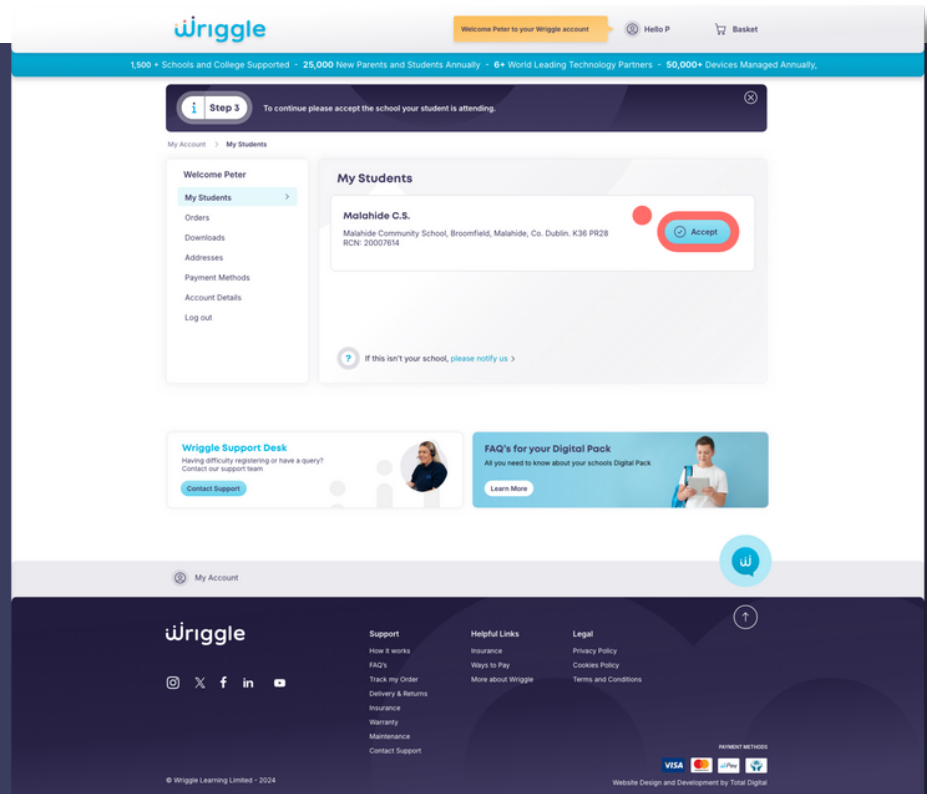 wriggle
Welcome Peter to your Wriggle account
Hello P
Basket
1,500 + Schools and College Supported - 25,000 New Parents and Students Annually - 6+ World Leading Technology Partners - 50,000+ Devices Managed Annually,
i Step 3
To continue please accept the school your student is attending.
My Account > My Students
Welcome Peter
My Students >
Orders
Downloads
Addresses
Payment Methods
Account Details
Log out
My Students
Malahide C.S.
Malahide Community School, Broomfield, Malahide, Co. Dublin. K36 PR28
RCN: 20007614
Accept
? If this isn't your school, please notify us >
Wriggle Support Desk
Having difficulty registering or have a query?
Contact our support team
Contact Support
FAQ's for your Digital Pack
All you need to know about your schools Digital Pack
Learn More
My Account
wriggle
Support
How it works
FAQ's
Track my Order
Delivery & Returns
Insurance
Warranty
Maintenance
Contact Support
Helpful Links
Insurance
Ways to Pay
More about Wriggle
Legal
Privacy Policy
Cookies Policy
Terms and Conditions
PAYMENT METHODS
VISA
© Wriggle Learning Limited - 2024
Website Design and Development by Total Digital